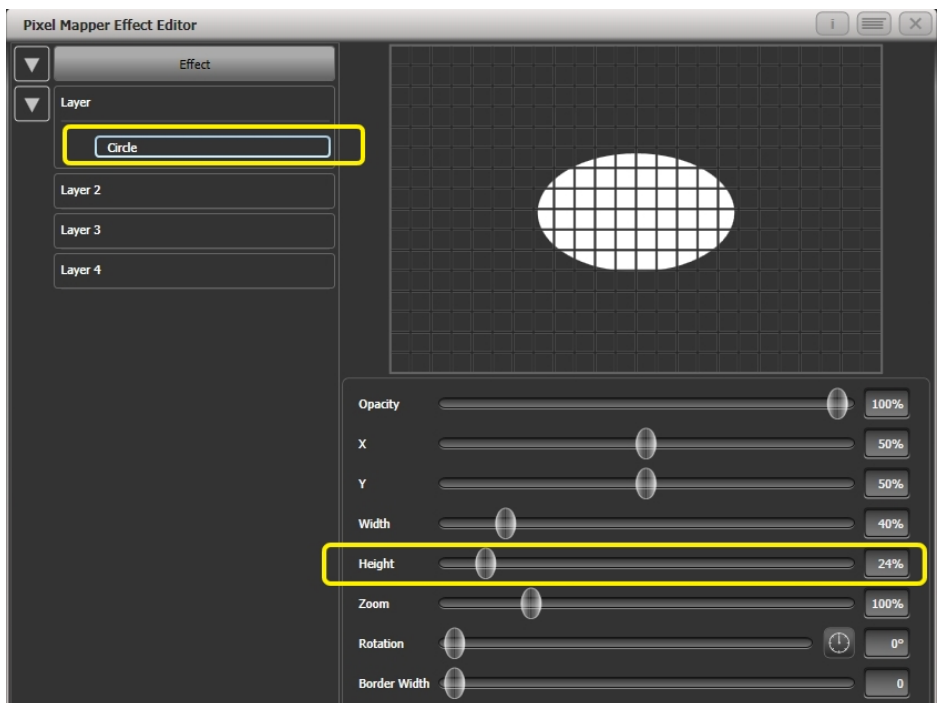 Pixel Mapper Effect Editor
i
Effect
Layer
Circle
Layer 2
Layer 3
Layer 4
Opacity 100%
X 50%
Y 50%
Width 40%
Height 24%
Zoom 100%
Rotation 0°
Border Width 0